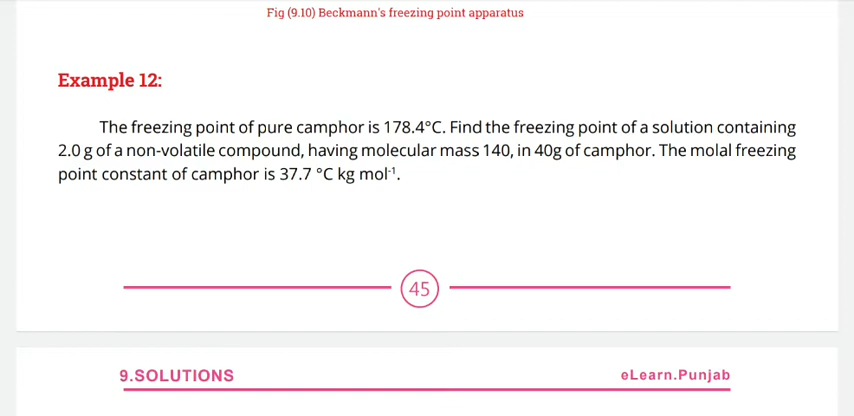 Fig (9.10) Beckmann's freezing point apparatus
Example 12:
The freezing point of pure camphor is 178.4°C. Find the freezing point of a solution containing
2.0 g of a non-volatile compound, having molecular mass 140, in 40g of camphor. The molal freezing
point constant of camphor is 37.7 °C kg mol⁻¹.
45
9.SOLUTIONS
eLearn.Punjab